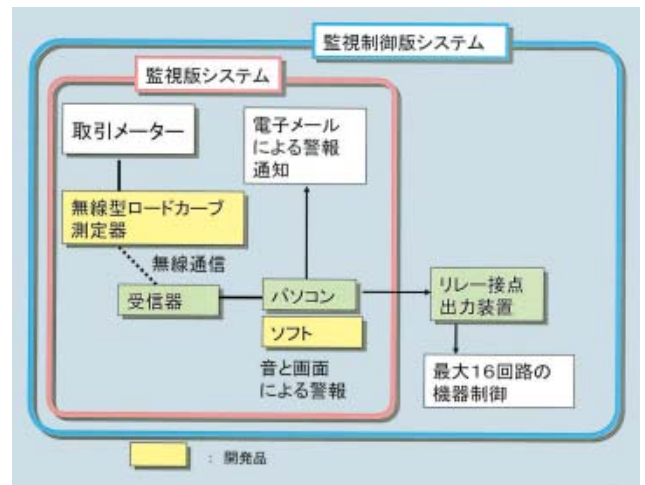 監視制御版システム
監視版システム
取引メーター
電子メール
による警報
通知
無線型ロードカーブ
測定器
無線通信
受信器
パソコン
リレー接点
出力装置
ソフト
音と画面
による警報
最大16回路の
機器制御
： 開発品